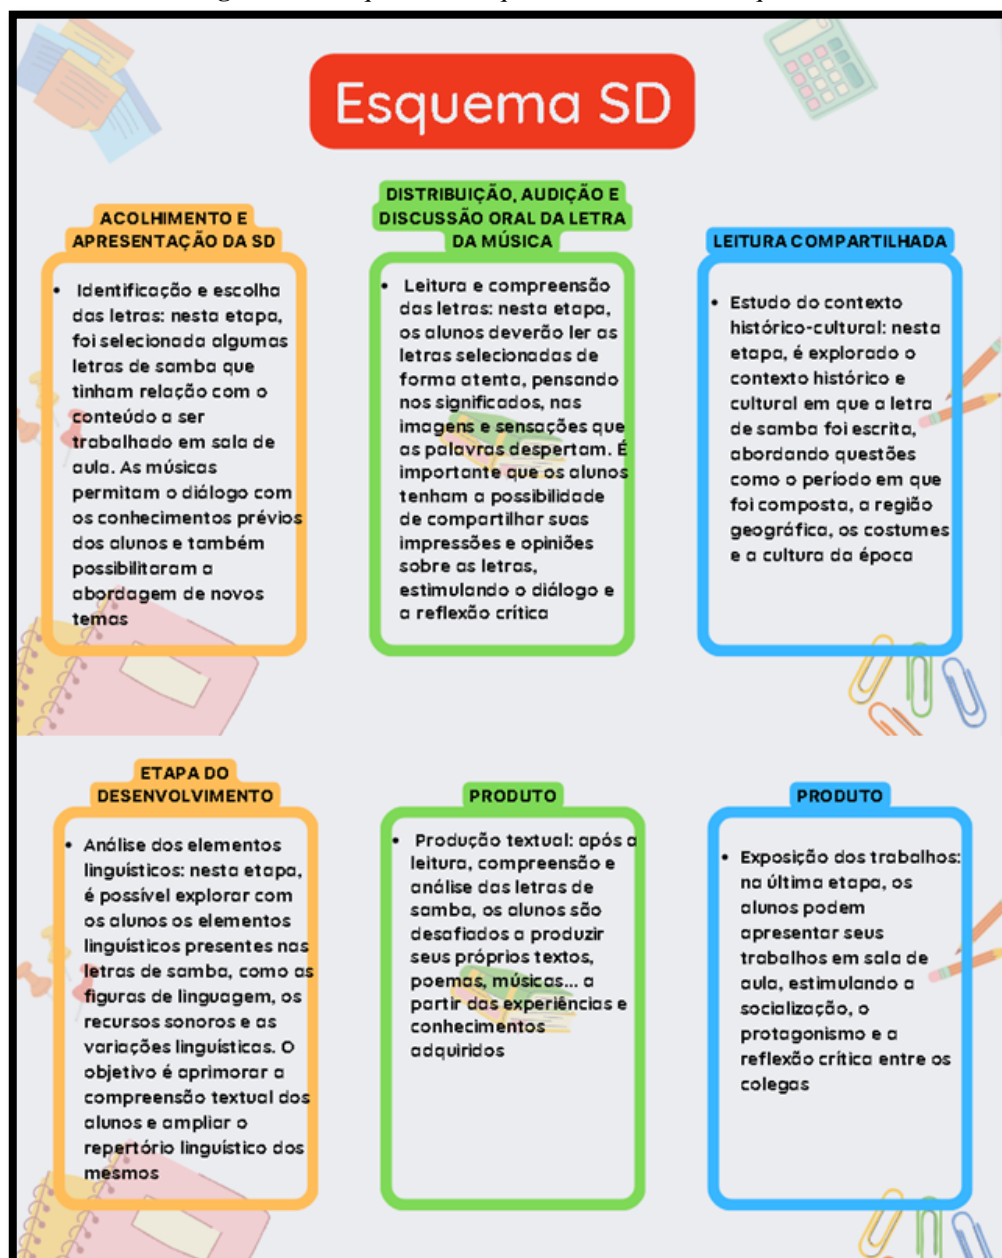 Esquema SD
ACOLHIMENTO E
APRESENTAÇÃO DA SD
• Identificação e escolha
das letras: nesta etapa,
foi selecionada algumas
letras de samba que
tinham relação com o
conteúdo a ser
trabalhado em sala de
aula. As músicas
permitam o diálogo com
os conhecimentos prévios
dos alunos e também
possibilitaram a
abordagem de novos
temas
DISTRIBUIÇÃO, AUDIÇÃO E
DISCUSSÃO ORAL DA LETRA
DA MÚSICA
• Leitura e compreensão
das letras: nesta etapa,
os alunos deverão ler as
letras selecionadas de
forma atenta, pensando
nos significados, nas
imagens e sensações que
as palavras despertam. É
importante que os alunos
tenham a possibilidade
de compartilhar suas
impressões e opiniões
sobre as letras,
estimulando o diálogo e
a reflexão crítica
LEITURA COMPARTILHADA
• Estudo do contexto
histórico-cultural: nesta
etapa, é explorado o
contexto histórico e
cultural em que a letra
de samba foi escrita,
abordando questões
como o período em que
foi composta, a região
geográfica, os costumes
e a cultura da época
ETAPA DO
DESENVOLVIMENTO
• Análise dos elementos
linguísticos: nesta etapa,
é possível explorar com
os alunos os elementos
linguísticos presentes nas
letras de samba, como as
figuras de linguagem, os
recursos sonoros e as
variações linguísticas. O
objetivo é aprimorar a
compreensão textual dos
alunos e ampliar o
repertório linguístico dos
mesmos
PRODUTO
• Produção textual: após a
leitura, compreensão e
análise das letras de
samba, os alunos são
desafiados a produzir
seus próprios textos,
poemas, músicas... a
partir das experiências e
conhecimentos
adquiridos
PRODUTO
• Exposição dos trabalhos:
na última etapa, os
alunos podem
apresentar seus
trabalhos em sala de
aula, estimulando a
socialização, o
protagonismo e a
reflexão crítica entre os
colegas